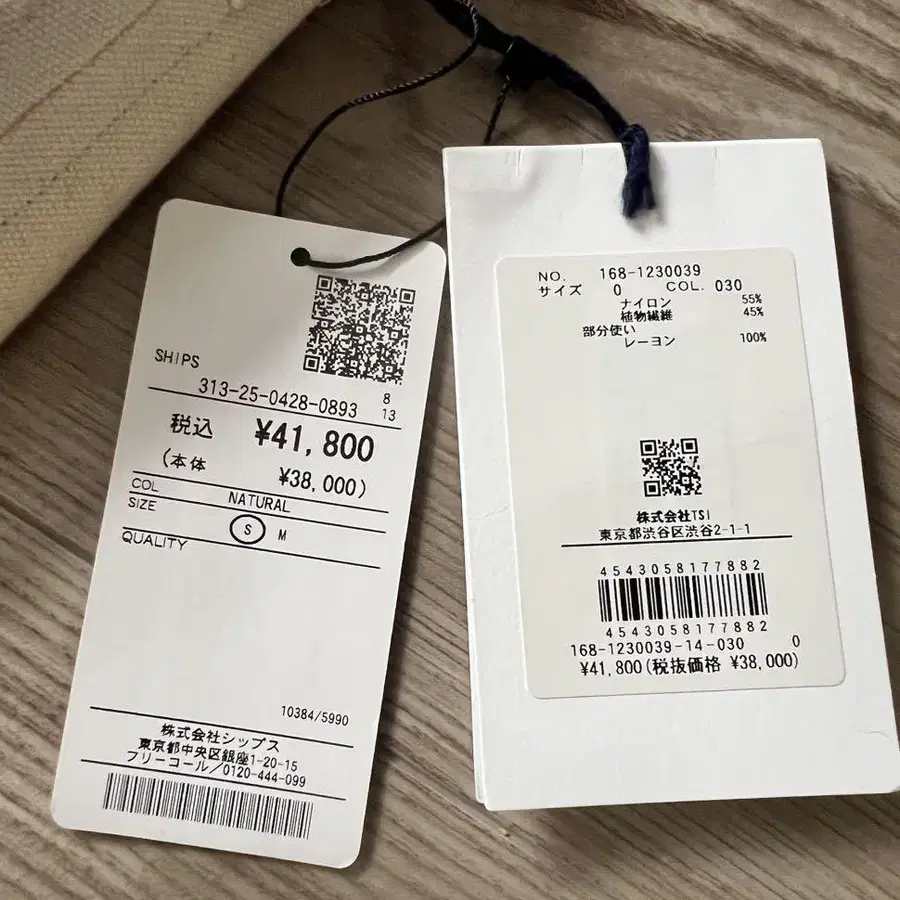 SHIPS
313-25-0428-0893
8
13
税込 ¥41,800
(本体 ¥38,000)
COL NATURAL
SIZE S M
QUALITY
10384/5990
株式会社シップス
東京都中央区銀座1-20-15
フリーコール/0120-444-099
NO. 168-1230039
サイズ 0 COL. 030
ナイロン 55%
植物繊維 45%
部分使い
レーヨン 100%
株式会社TSI
東京都渋谷区渋谷2-1-1
4543058177882
4543058177882
168-1230039-14-030 0
¥41,800(税抜価格 ¥38,000)